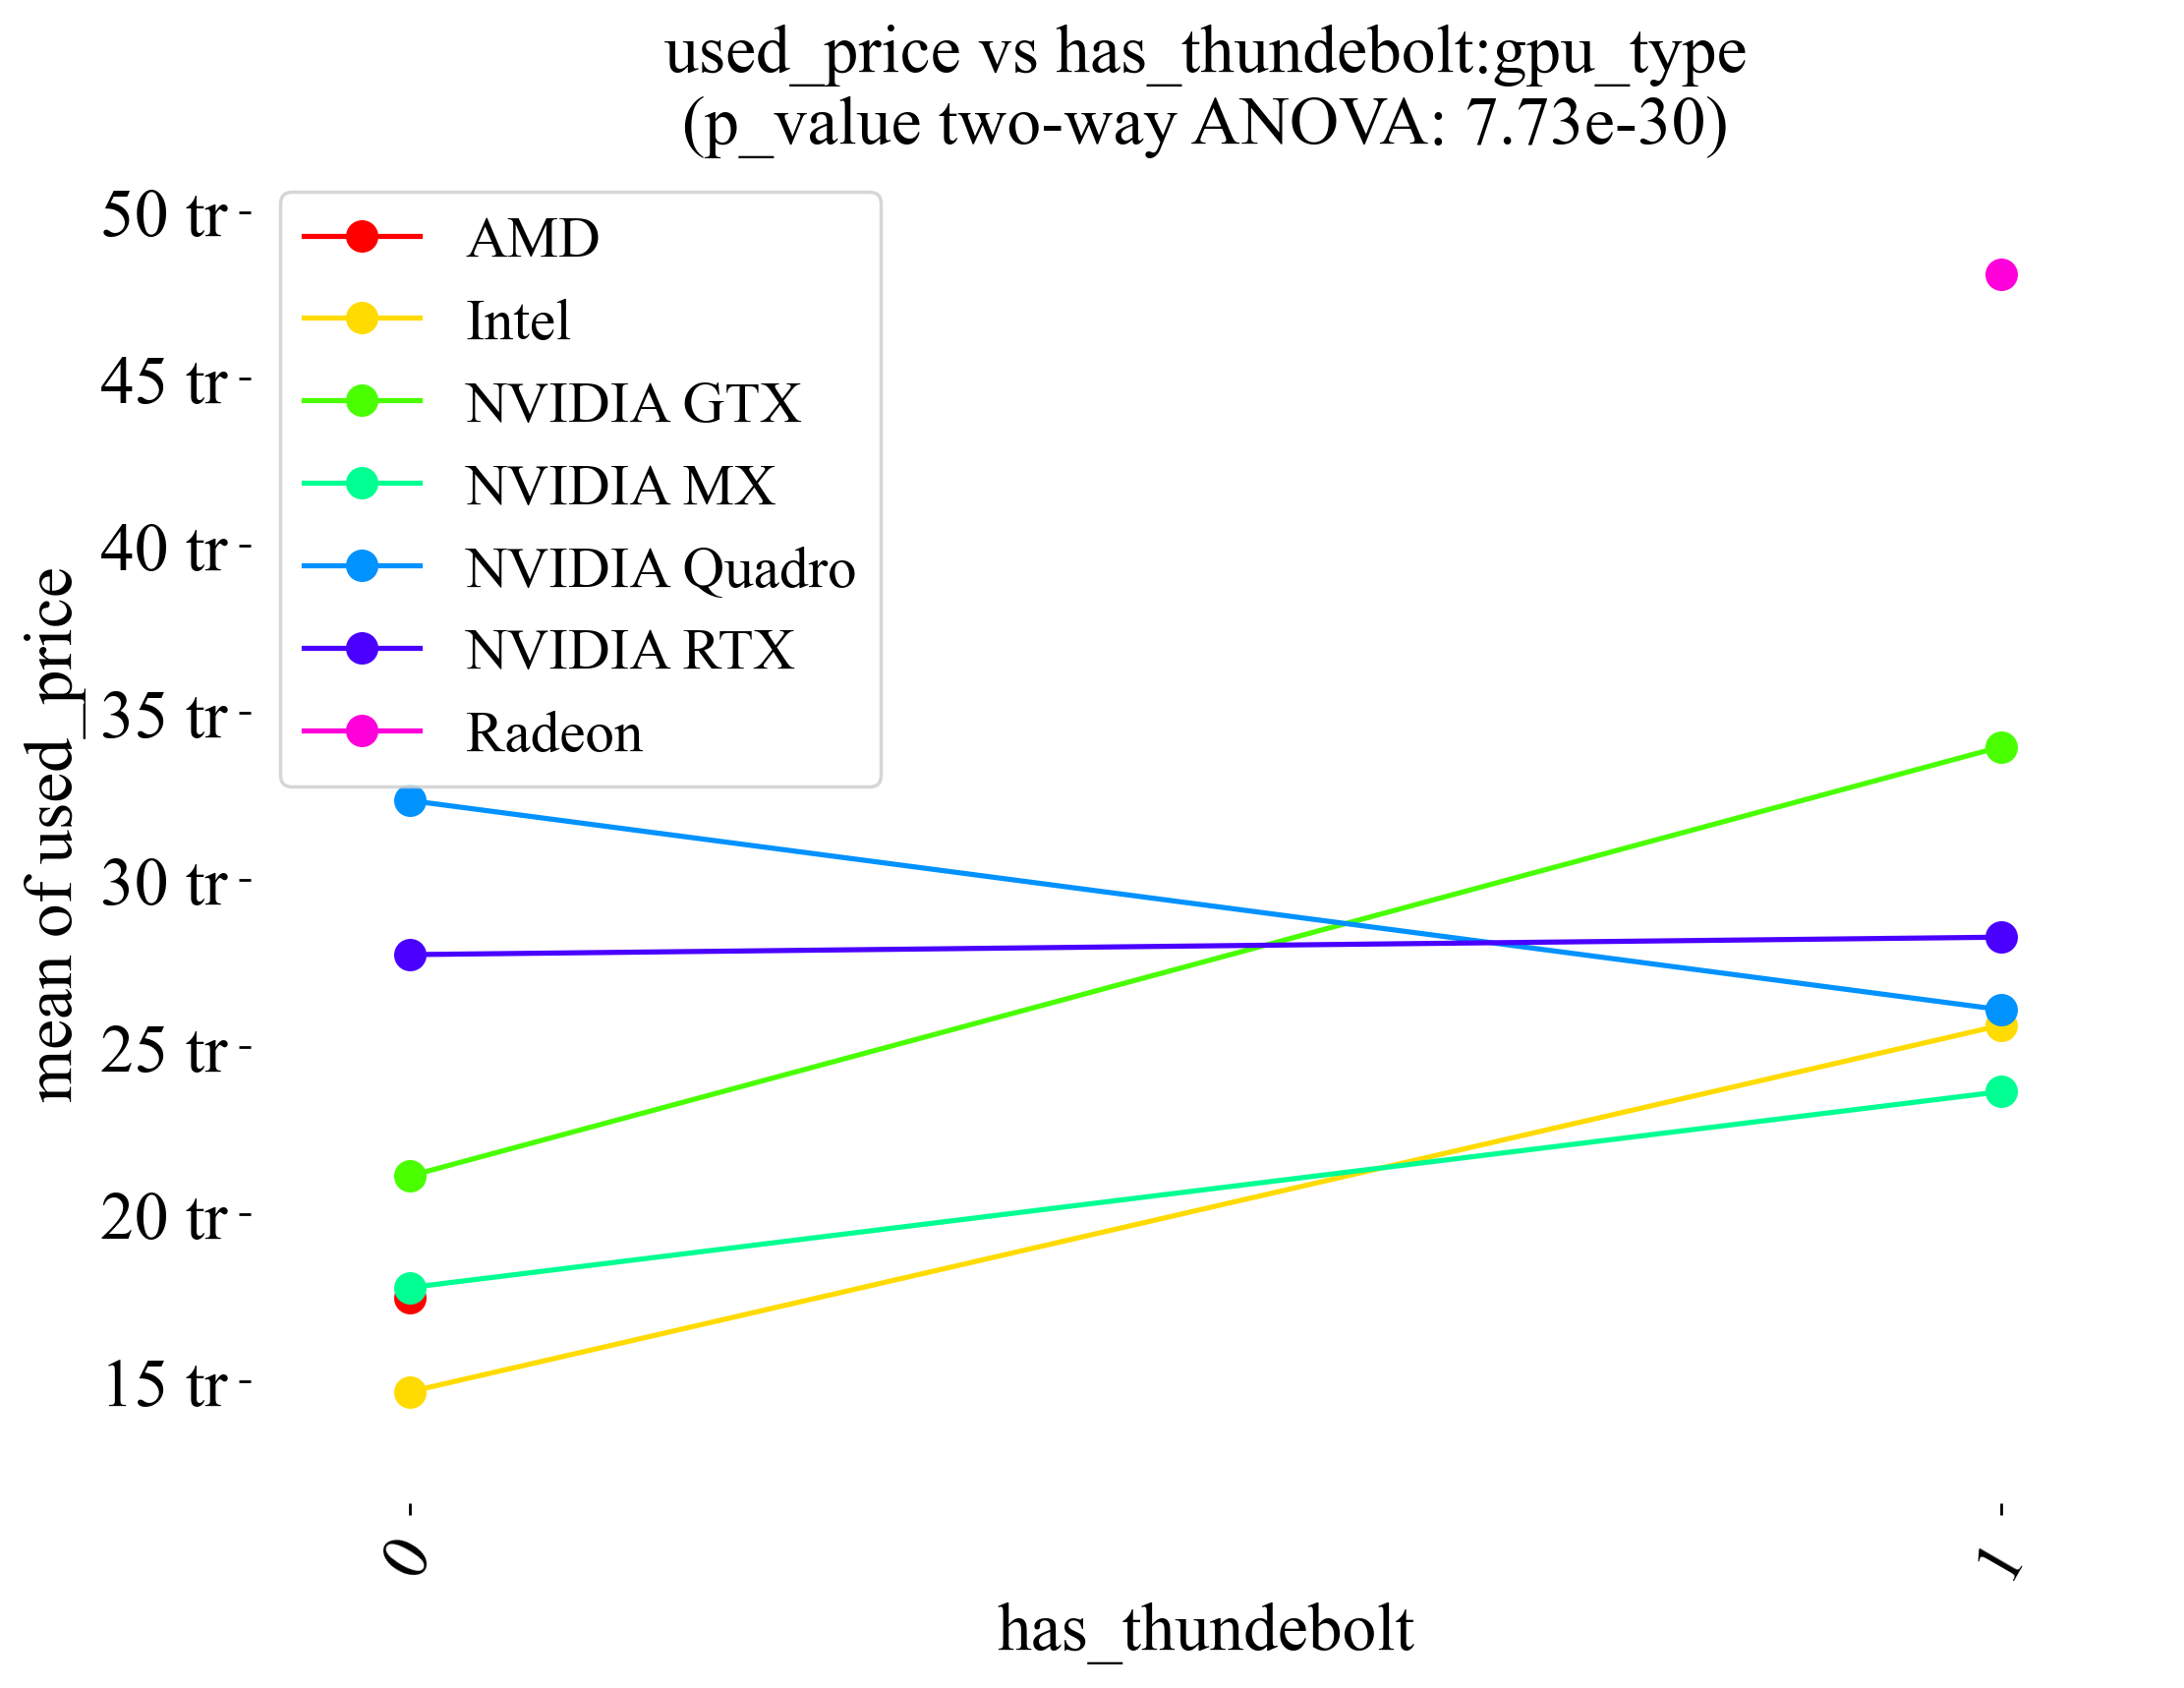 used_price vs has_thundebolt:gpu_type
(p_value two-way ANOVA: 7.73e-30)
50 tr
45 tr
40 tr
35 tr
30 tr
25 tr
20 tr
15 tr
mean of used_price
AMD
Intel
NVIDIA GTX
NVIDIA MX
NVIDIA Quadro
NVIDIA RTX
Radeon
0
1
has_thundebolt